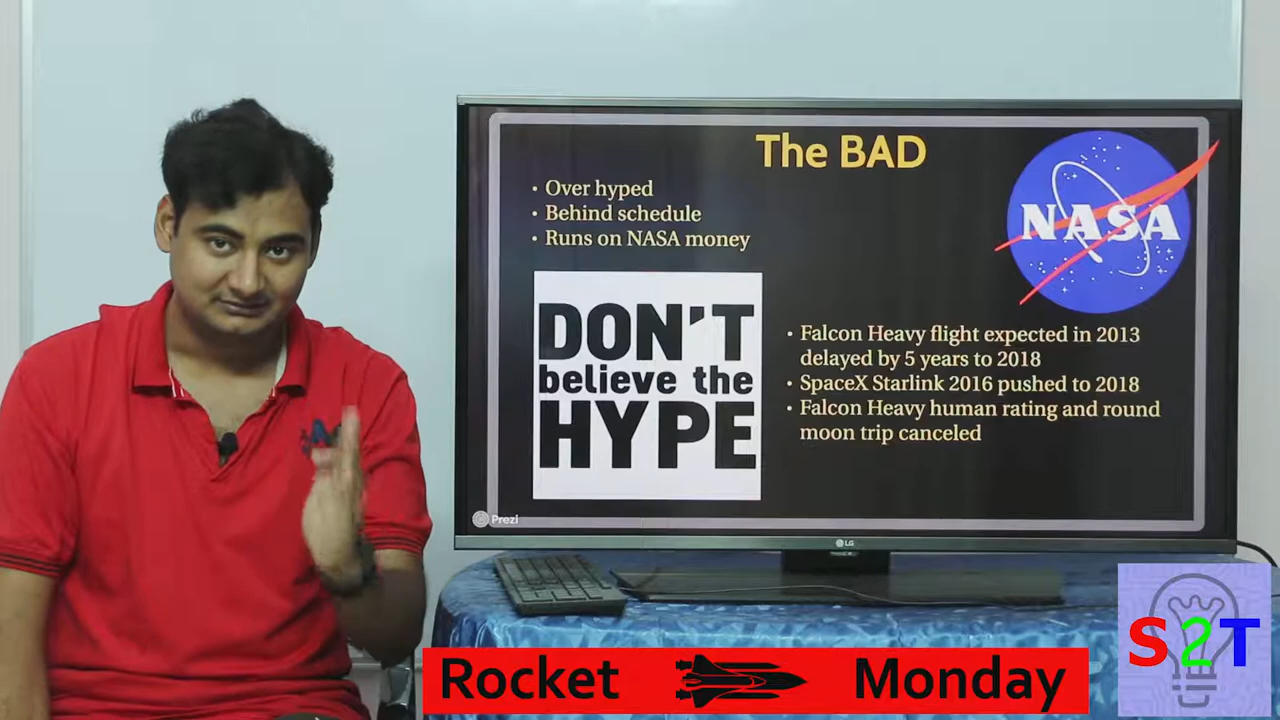 The BAD
• Over hyped
• Behind schedule
• Runs on NASA money
NASA
DON'T
believe the
HYPE
• Falcon Heavy flight expected in 2013
delayed by 5 years to 2018
• SpaceX Starlink 2016 pushed to 2018
• Falcon Heavy human rating and round
moon trip canceled
Prezi
LG
S2T
Rocket Monday